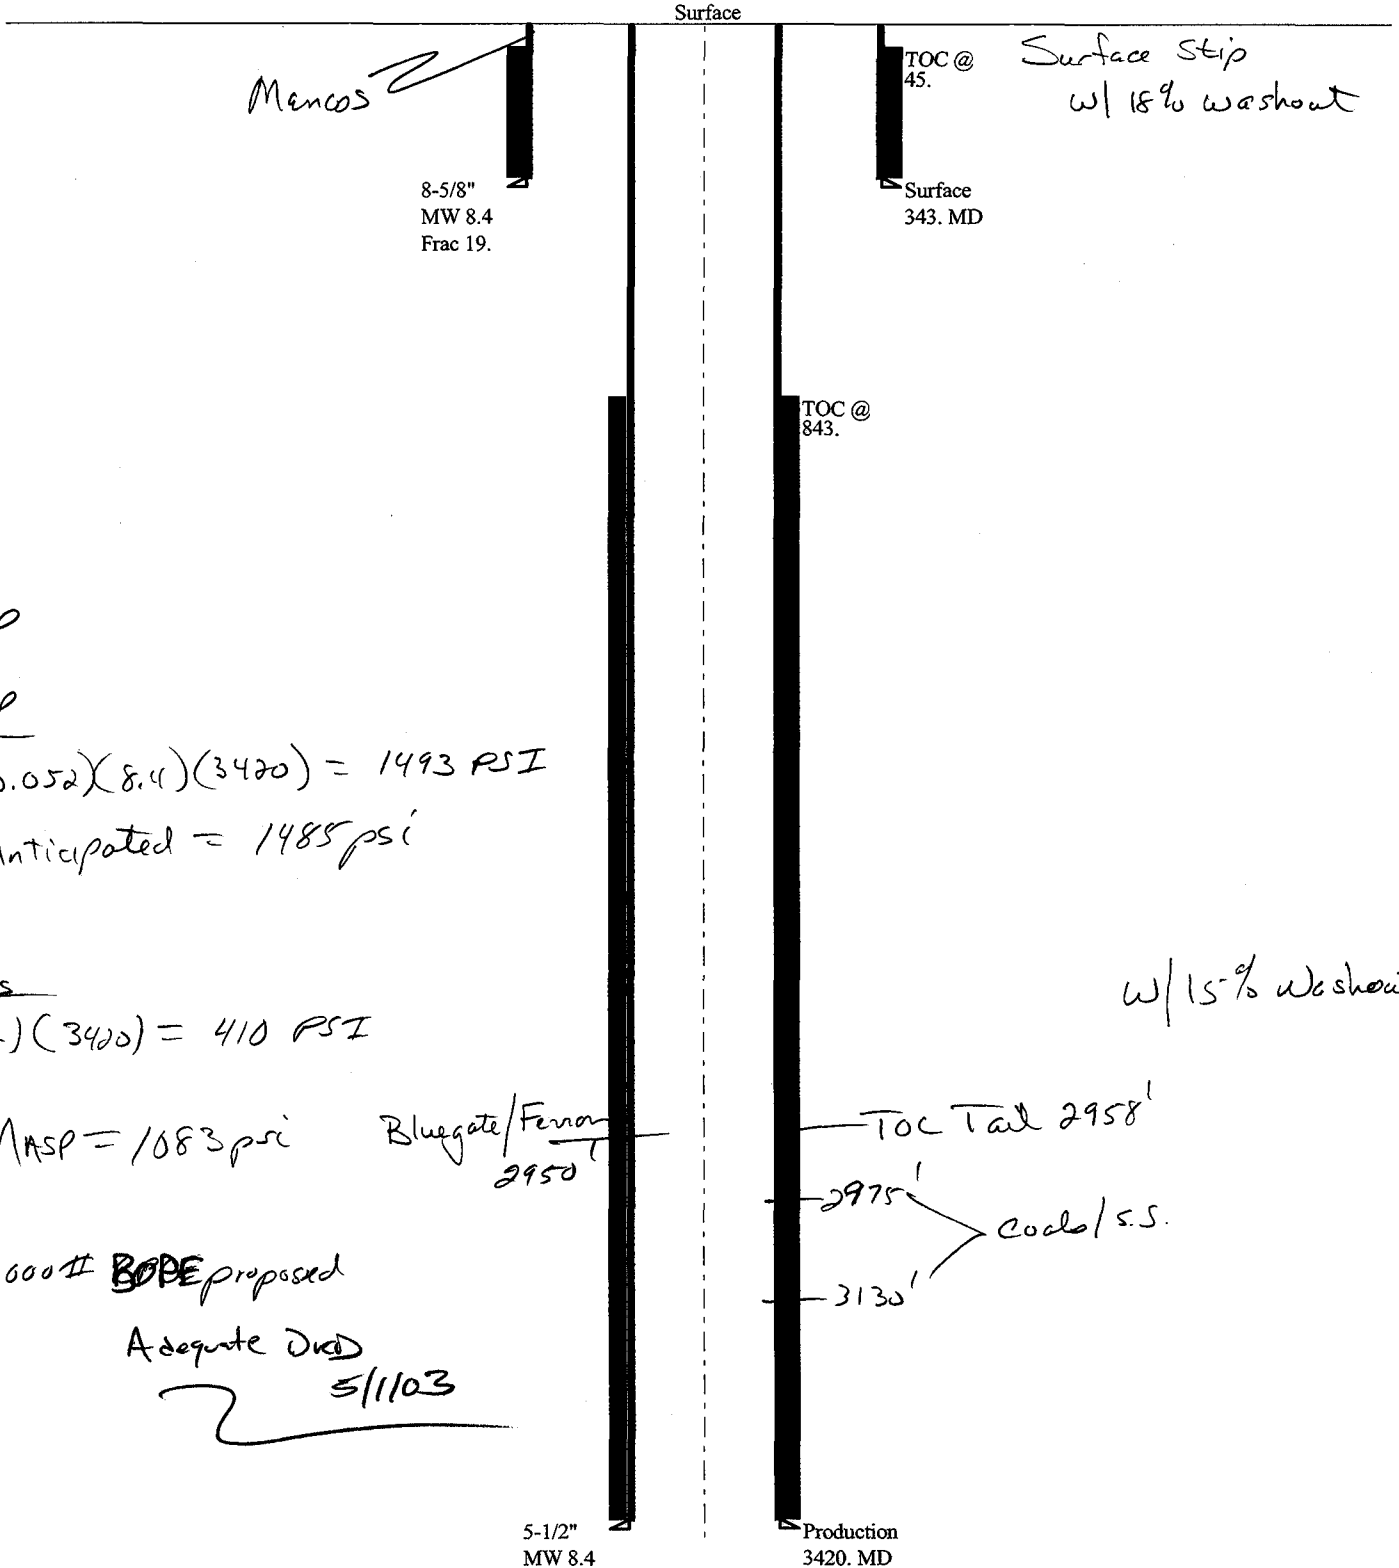 Surface
Mancos
TOC @
45.
Surface Stip
w/ 18% washout
8-5/8"
MW 8.4
Frac 19.
Surface
343. MD
TOC @
843.
.052)(8.4)(3420) = 1493 PSI
Anticipated = 1485 psi
w/ 15% Washou
)(3420) = 410 PSI
MASP = 1083 psi
Bluegate/Ferron
2950'
TOC Tail 2958'
2975'
Coals/S.S.
3130'
000# BOPE proposed
Adequate DKD
5/1/03
5-1/2"
MW 8.4
Production
3420. MD